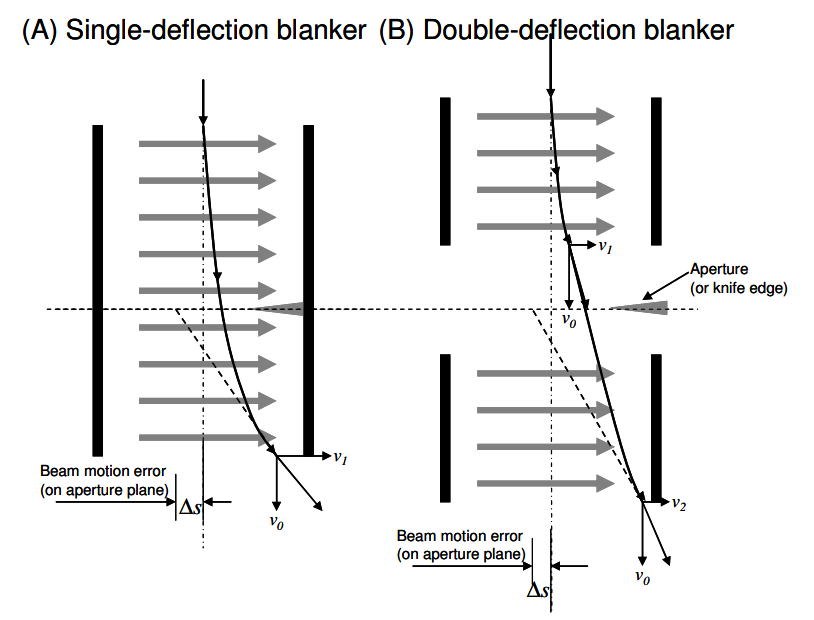 (A) Single-deflection blanker
(B) Double-deflection blanker
v1
Aperture
(or knife edge)
v0
Beam motion error
(on aperture plane)
Δs
v1
v0
v2
Beam motion error
(on aperture plane)
Δs
v0